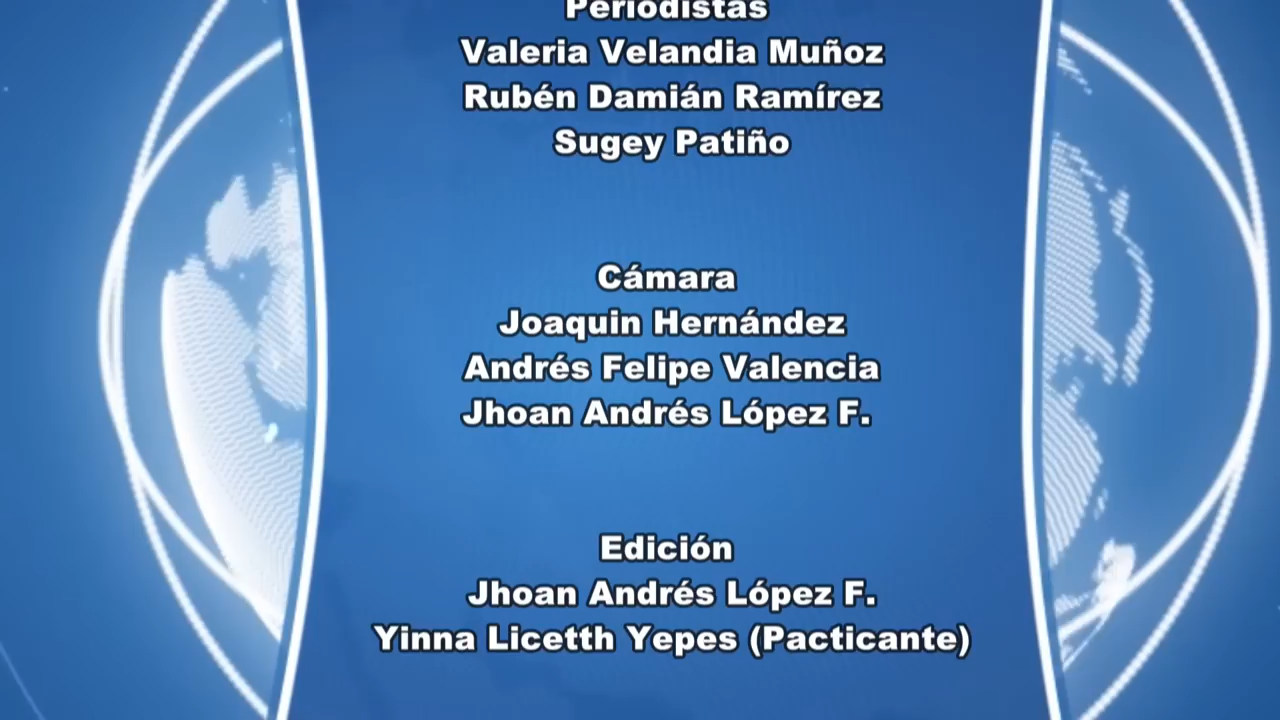 Periodistas
Valeria Velandia Muñoz
Rubén Damián Ramírez
Sugey Patiño
Cámara
Joaquin Hernández
Andrés Felipe Valencia
Jhoan Andrés López F.
Edición
Jhoan Andrés López F.
Yinna Licetth Yepes (Pacticante)